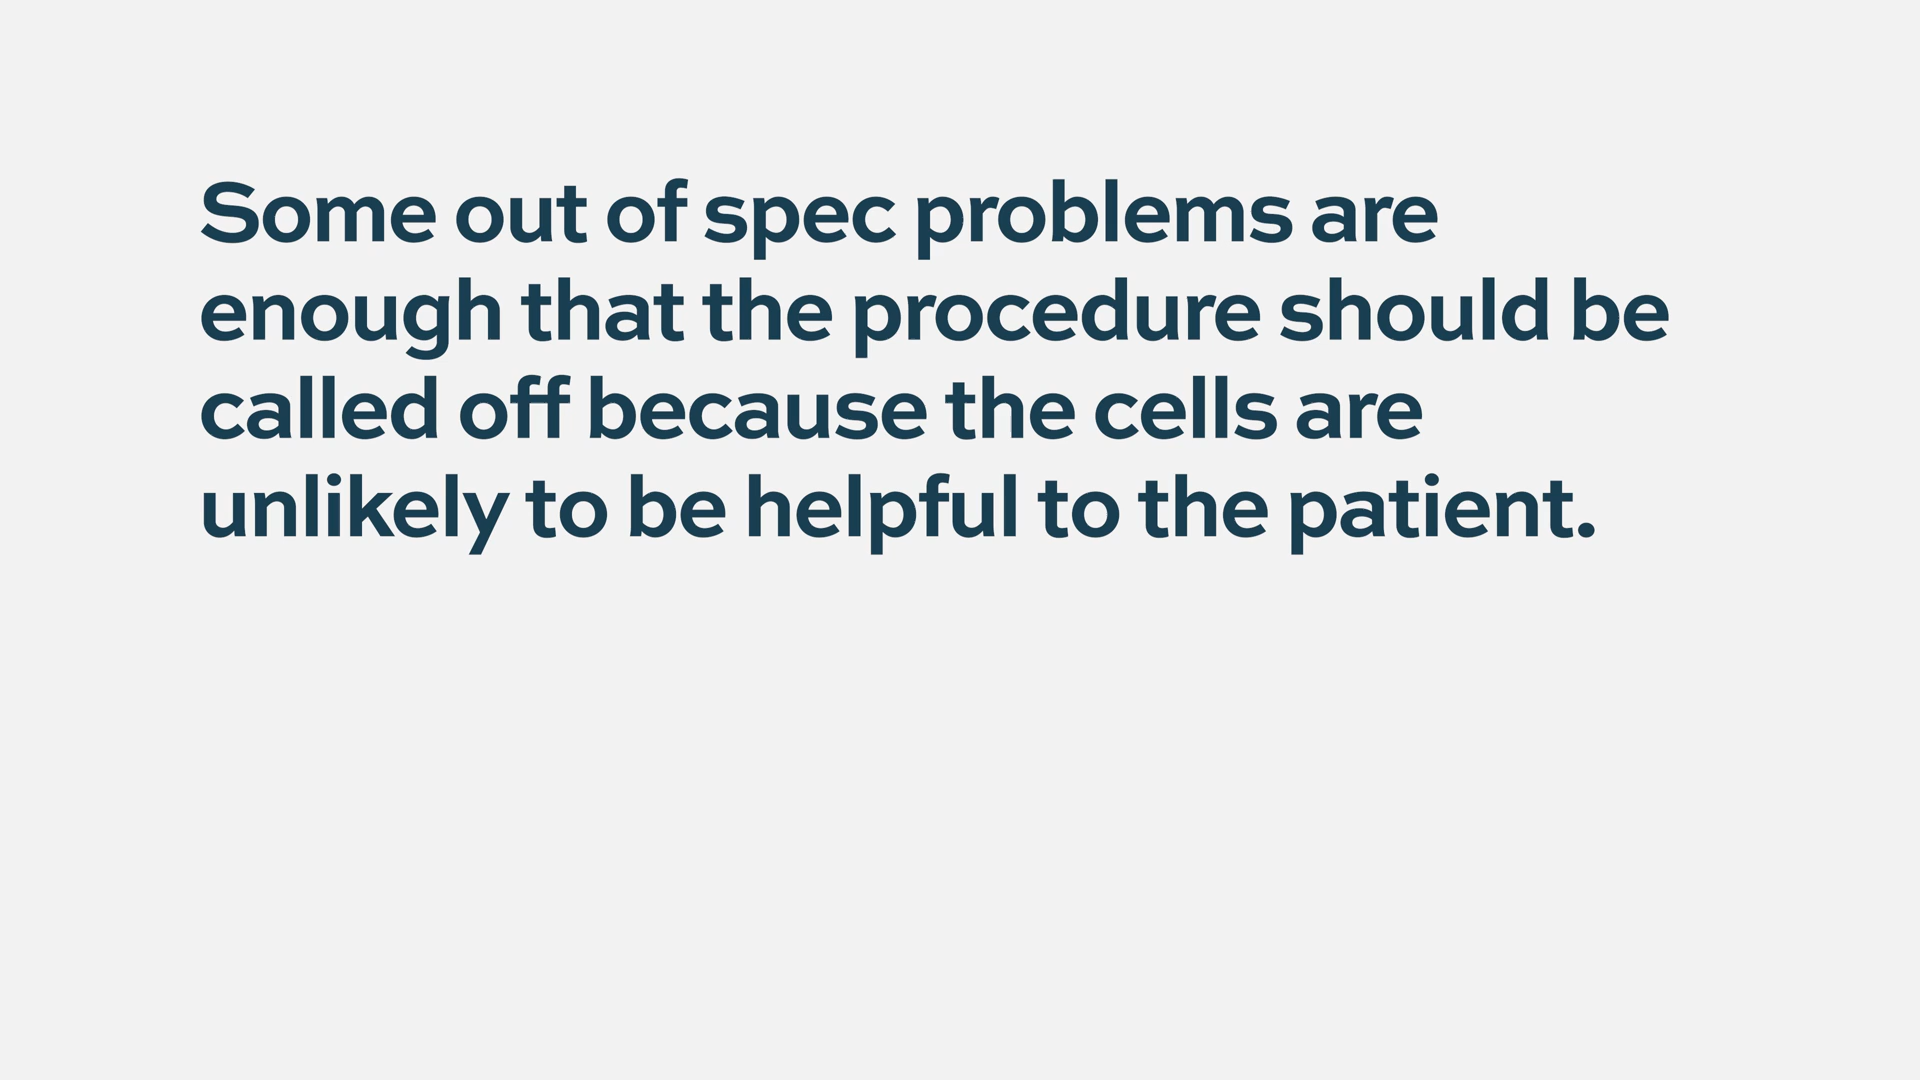 Some out of spec problems are
enough that the procedure should be
called off because the cells are
unlikely to be helpful to the patient.